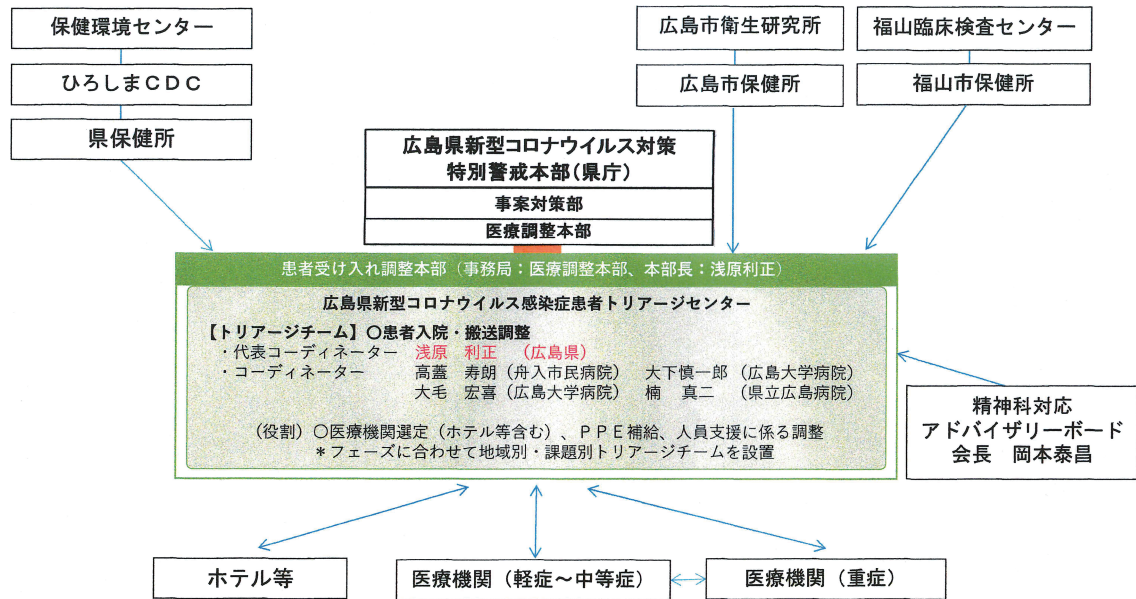 保健環境センター
ひろしまCDC
県保健所
広島市衛生研究所
広島市保健所
福山臨床検査センター
福山市保健所
広島県新型コロナウイルス対策
特別警戒本部(県庁)
事案対策部
医療調整本部
患者受け入れ調整本部(事務局:医療調整本部、本部長:浅原利正)
広島県新型コロナウイルス感染症患者トリアージセンター
【トリアージチーム】〇患者入院・搬送調整
・代表コーディネーター 浅原 利正 (広島県)
・コーディネーター 高蓋 寿朗(舟入市民病院) 大下慎一郎(広島大学病院)
大毛 宏喜(広島大学病院) 楠 真二 (県立広島病院)
(役割)〇医療機関選定(ホテル等含む)、PPE補給、人員支援に係る調整
*フェーズに合わせて地域別・課題別トリアージチームを設置
精神科対応
アドバイザリーボード
会長 岡本泰昌
ホテル等
医療機関(軽症~中等症)
医療機関(重症)